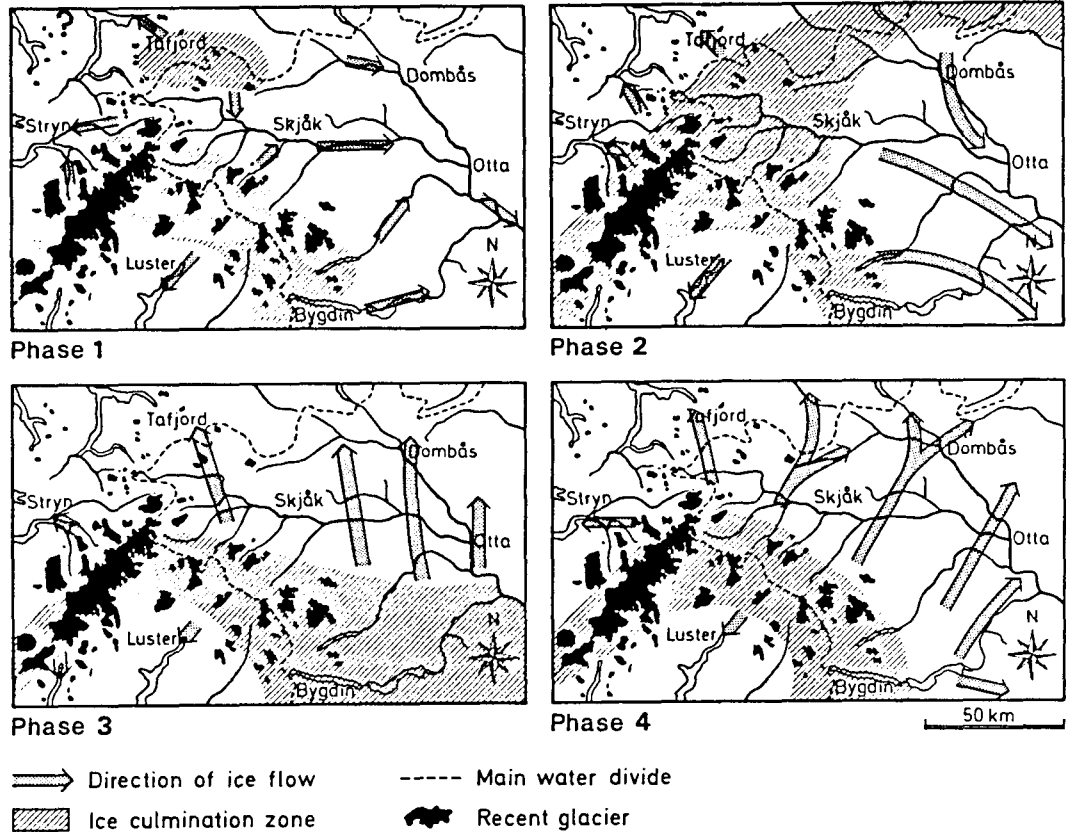 ?
Tafjord
Dombås
Stryn
Skjåk
Otta
Luster
N
Bygdin
Phase 1
Tafjord
Dombås
Stryn
Skjåk
Otta
Luster
N
Bygdin
Phase 2
Tafjord
Dombås
Stryn
Skjåk
Otta
Luster
N
Bygdin
Phase 3
Tafjord
Dombås
Stryn
Skjåk
Otta
Luster
N
Bygdin
Phase 4
50 km
Direction of ice flow
Main water divide
Ice culmination zone
Recent glacier